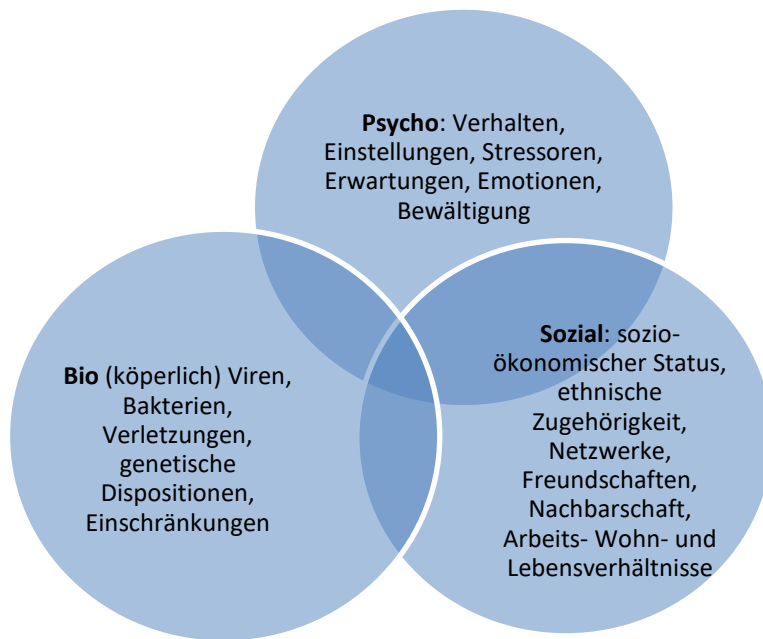 Psycho: Verhalten,
Einstellungen, Stressoren,
Erwartungen, Emotionen,
Bewältigung
Bio (köperlich) Viren,
Bakterien,
Verletzungen,
genetische
Dispositionen,
Einschränkungen
Sozial: sozio-
ökonomischer Status,
ethnische
Zugehörigkeit,
Netzwerke,
Freundschaften,
Nachbarschaft,
Arbeits- Wohn- und
Lebensverhältnisse